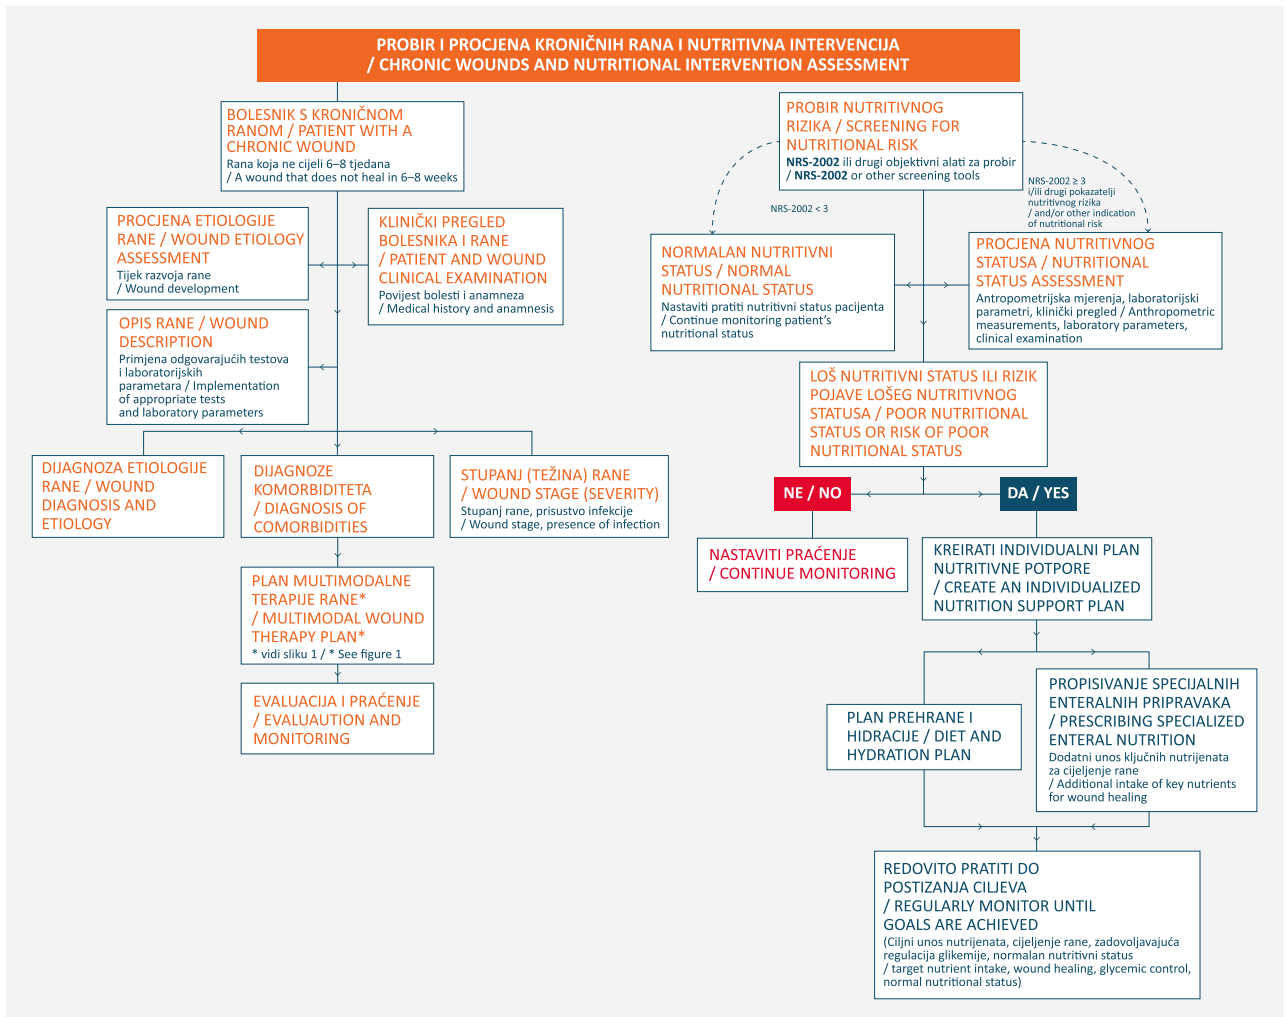 PROBIR I PROCJENA KRONIČNIH RANA I NUTRITIVNA INTERVENCIJA
/ CHRONIC WOUNDS AND NUTRITIONAL INTERVENTION ASSESSMENT
BOLESNIK S KRONIČNOM
RANOM / PATIENT WITH A
CHRONIC WOUND
Rana koja ne cijeli 6–8 tjedana
/ A wound that does not heal in 6–8 weeks
PROCJENA ETIOLOGIJE
RANE / WOUND ETIOLOGY
ASSESSMENT
Tijek razvoja rane
/ Wound development
KLINIČKI PREGLED
BOLESNIKA I RANE
/ PATIENT AND WOUND
CLINICAL EXAMINATION
Povijest bolesti i anamneza
/ Medical history and anamnesis
OPIS RANE / WOUND
DESCRIPTION
Primjena odgovarajućih testova
i laboratorijskih
parametara / Implementation
of appropriate tests
and laboratory parameters
DIJAGNOZA ETIOLOGIJE
RANE / WOUND
DIAGNOSIS AND
ETIOLOGY
DIJAGNOZE
KOMORBIDITETA
/ DIAGNOSIS OF
COMORBIDITIES
STUPANJ (TEŽINA) RANE
/ WOUND STAGE (SEVERITY)
Stupanj rane, prisustvo infekcije
/ Wound stage, presence of infection
PLAN MULTIMODALNE
TERAPIJE RANE*
/ MULTIMODAL WOUND
THERAPY PLAN*
* vidi sliku 1 / * See figure 1
EVALUACIJA I PRAĆENJE
/ EVALUAUTION AND
MONITORING
PROBIR NUTRITIVNOG
RIZIKA / SCREENING FOR
NUTRITIONAL RISK
NRS-2002 ili drugi objektivni alati za probir
/ NRS-2002 or other screening tools
NRS-2002 < 3
NRS-2002 ≥ 3
i/ili drugi pokazatelji
nutritivnog rizika
/ and/or other indication
of nutritional risk
NORMALAN NUTRITIVNI
STATUS / NORMAL
NUTRITIONAL STATUS
Nastaviti pratiti nutritivni status pacijenta
/ Continue monitoring patient's
nutritional status
PROCJENA NUTRITIVNOG
STATUSA / NUTRITIONAL
STATUS ASSESSMENT
Antropometrijska mjerenja, laboratorijski
parametri, klinički pregled / Anthropometric
measurements, laboratory parameters,
clinical examination
LOŠ NUTRITIVNI STATUS ILI RIZIK
POJAVE LOŠEG NUTRITIVNOG
STATUSA / POOR NUTRITIONAL
STATUS OR RISK OF POOR
NUTRITIONAL STATUS
NE / NO
DA / YES
NASTAVITI PRAĆENJE
/ CONTINUE MONITORING
KREIRATI INDIVIDUALNI PLAN
NUTRITIVNE POTPORE
/ CREATE AN INDIVIDUALIZED
NUTRITION SUPPORT PLAN
PLAN PREHRANE I
HIDRACIJE / DIET AND
HYDRATION PLAN
PROPISIVANJE SPECIJALNIH
ENTERALNIH PRIPRAVAKA
/ PRESCRIBING SPECIALIZED
ENTERAL NUTRITION
Dodatni unos ključnih nutrijenata
za cijeljenje rane
/ Additional intake of key nutrients
for wound healing
REDOVITO PRATITI DO
POSTIZANJA CILJEVA
/ REGULARLY MONITOR UNTIL
GOALS ARE ACHIEVED
(Ciljni unos nutrijenata, cijeljenje rane, zadovoljavajuća
regulacija glikemije, normalan nutritivni status
/ target nutrient intake, wound healing, glycemic control,
normal nutritional status)